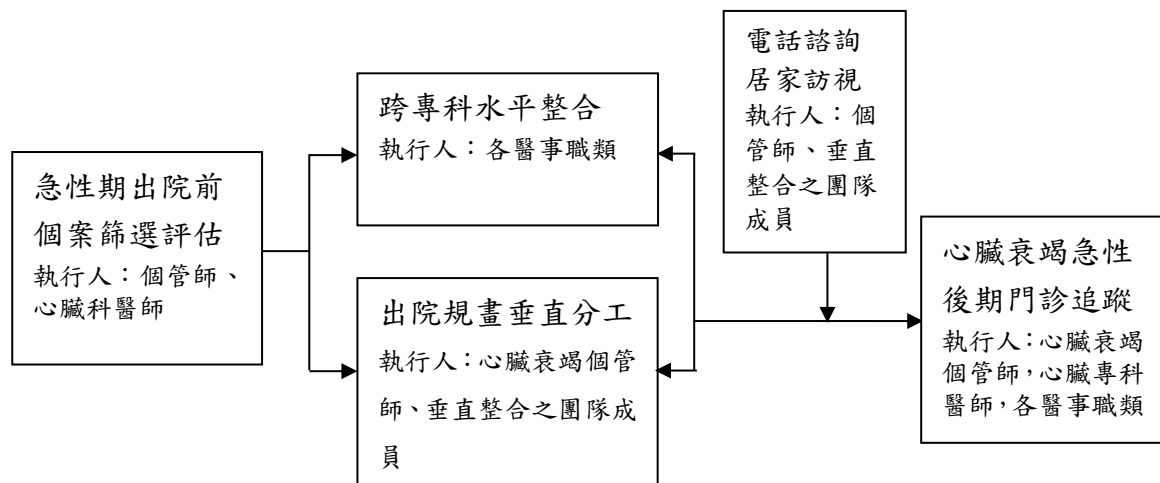 急性期出院前
個案篩選評估
執行人：個管師、
心臟科醫師
跨專科水平整合
執行人：各醫事職類
出院規畫垂直分工
執行人：心臟衰竭個管
師、垂直整合之團隊成
員
電話諮詢
居家訪視
執行人：個
管師、垂直
整合之團隊
成員
心臟衰竭急性
後期門診追蹤
執行人：心臟衰竭
個管師，心臟專科
醫師，各醫事職類